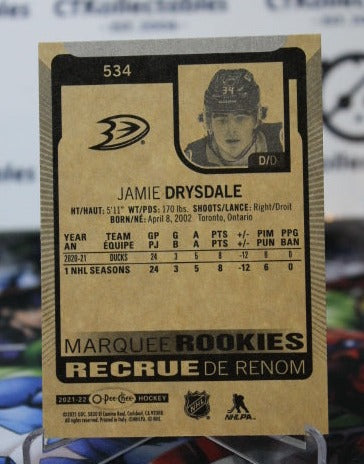 534
34
D/D
JAMIE DRYSDALE
HT/HAUT: 5'11" WT/PDS: 170 lbs. SHOOTS/LANCE: Right/Droit
BORN/NÉ: April 8, 2002 Toronto, Ontario
YEAR TEAM GP G A PTS +/- PIM PPG
AN ÉQUIPE PJ B A PTS +/- PUN BAN
2020-21 DUCKS 24 3 5 8 -12 6 0
1 NHL SEASONS 24 3 5 8 -12 6 0
MARQUEE ROOKIES
RECRUE DE RENOM
2021-22 O-Pee-Chee HOCKEY
NHL
NHLPA